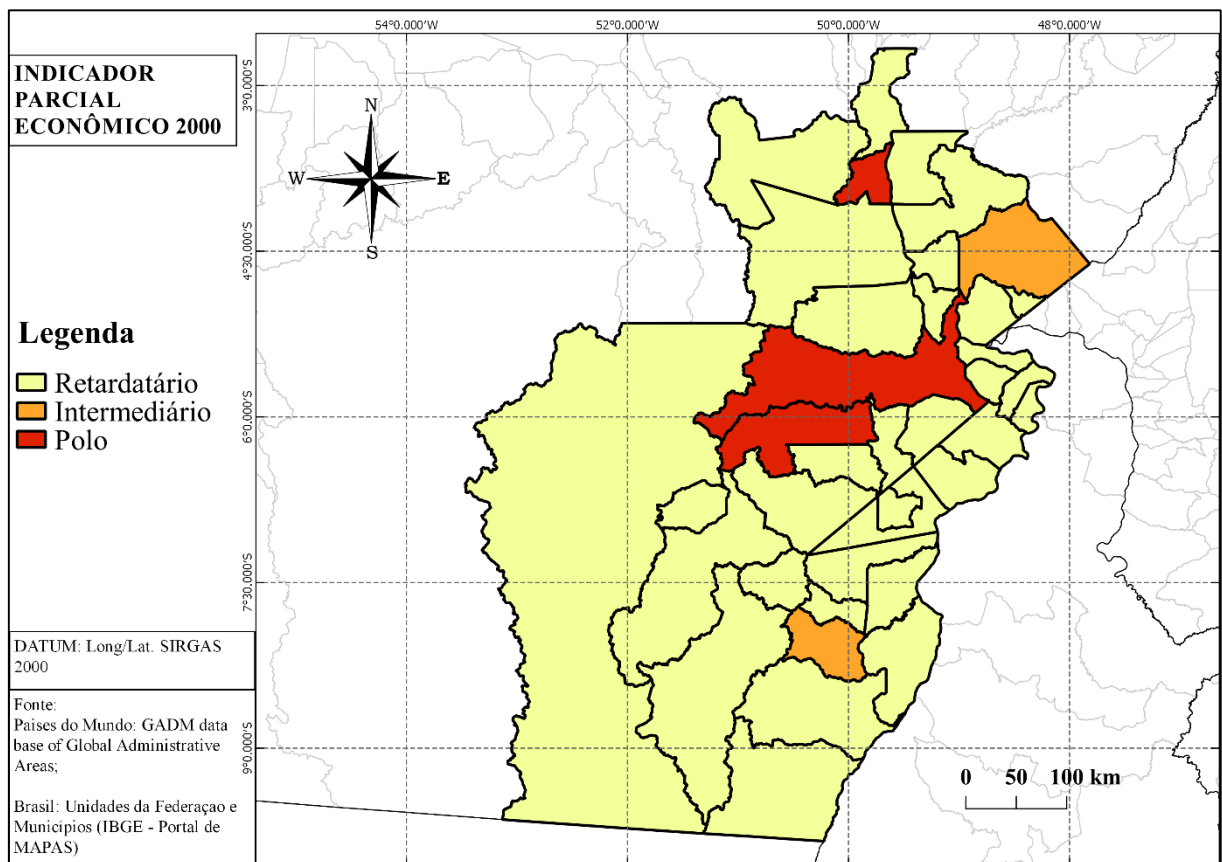 54°0.000'W 52°0.000'W 50°0.000'W 48°0.000'W
INDICADOR
PARCIAL
ECONÔMICO 2000
3°0.000'S
N
W E
S
4°30.000'S
Legenda
Retardatário
Intermediário
Polo
6°0.000'S
7°30.000'S
DATUM: Long/Lat. SIRGAS
2000
Fonte:
Paises do Mundo: GADM data
base of Global Administrative
Areas;
9°0.000'S
0 50 100 km
Brasil: Unidades da Federaçao e
Municípios (IBGE - Portal de
MAPAS)